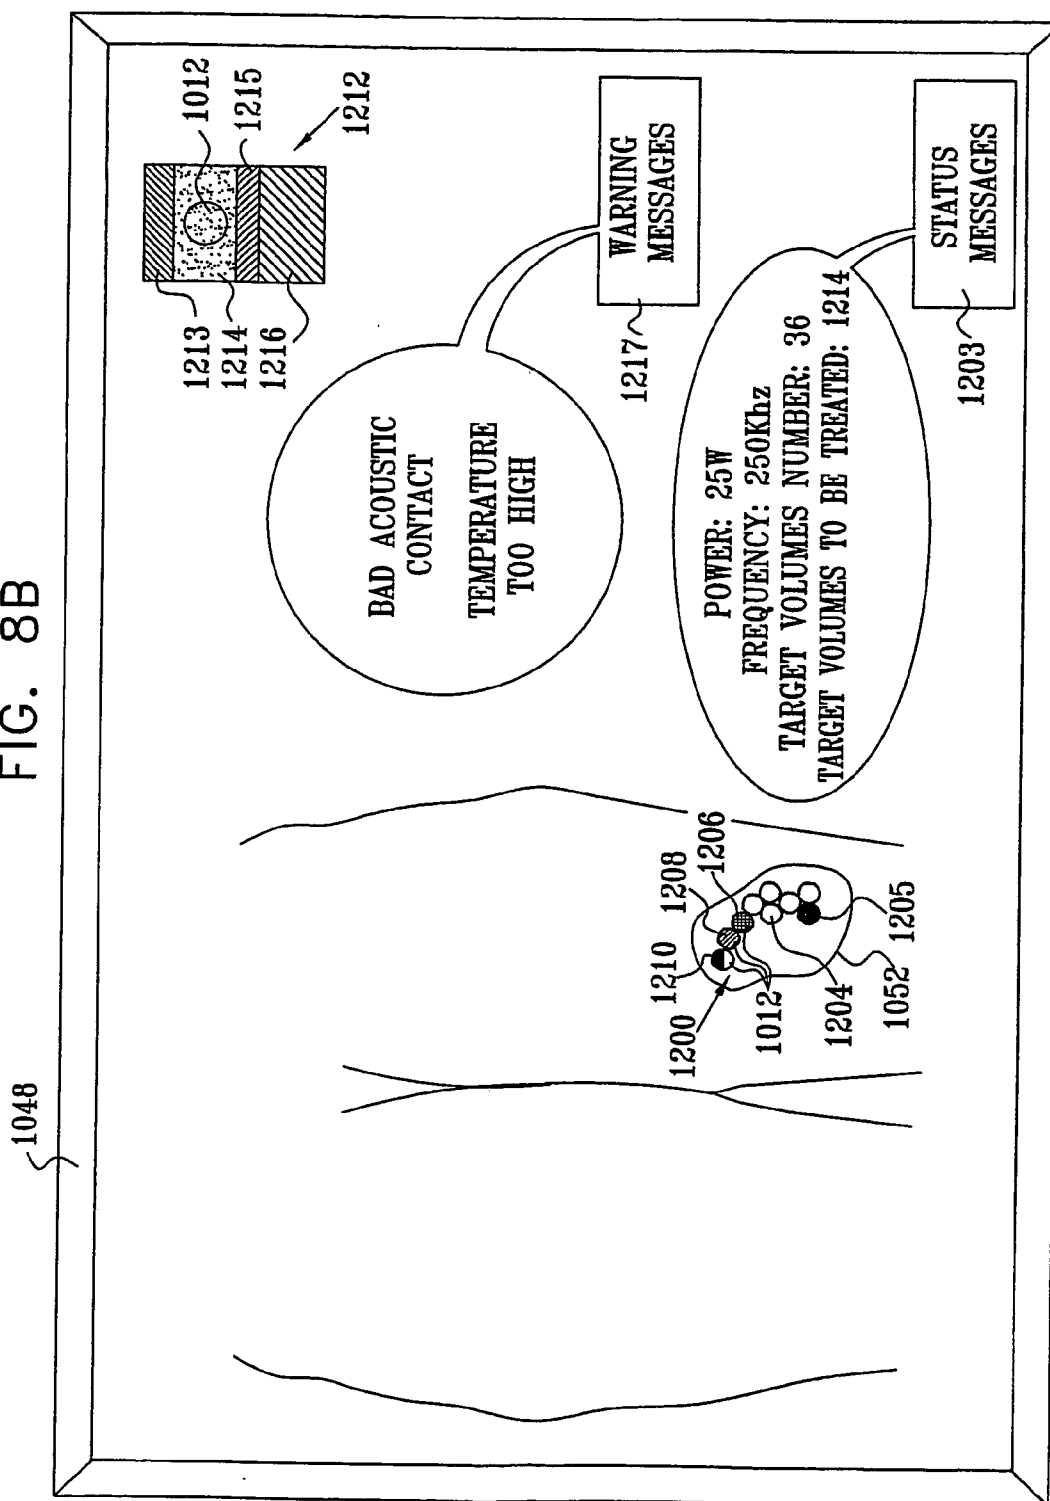 FIG. 8B
1048
1012
1215
1212
1213
1214
1216
BAD ACOUSTIC
CONTACT
TEMPERATURE
TOO HIGH
WARNING
MESSAGES
1217
POWER: 25W
FREQUENCY: 250Khz
TARGET VOLUMES NUMBER: 36
TARGET VOLUMES TO BE TREATED: 1214
STATUS
MESSAGES
1203
1206
1208
1210
1200
1012
1204
1052
1205